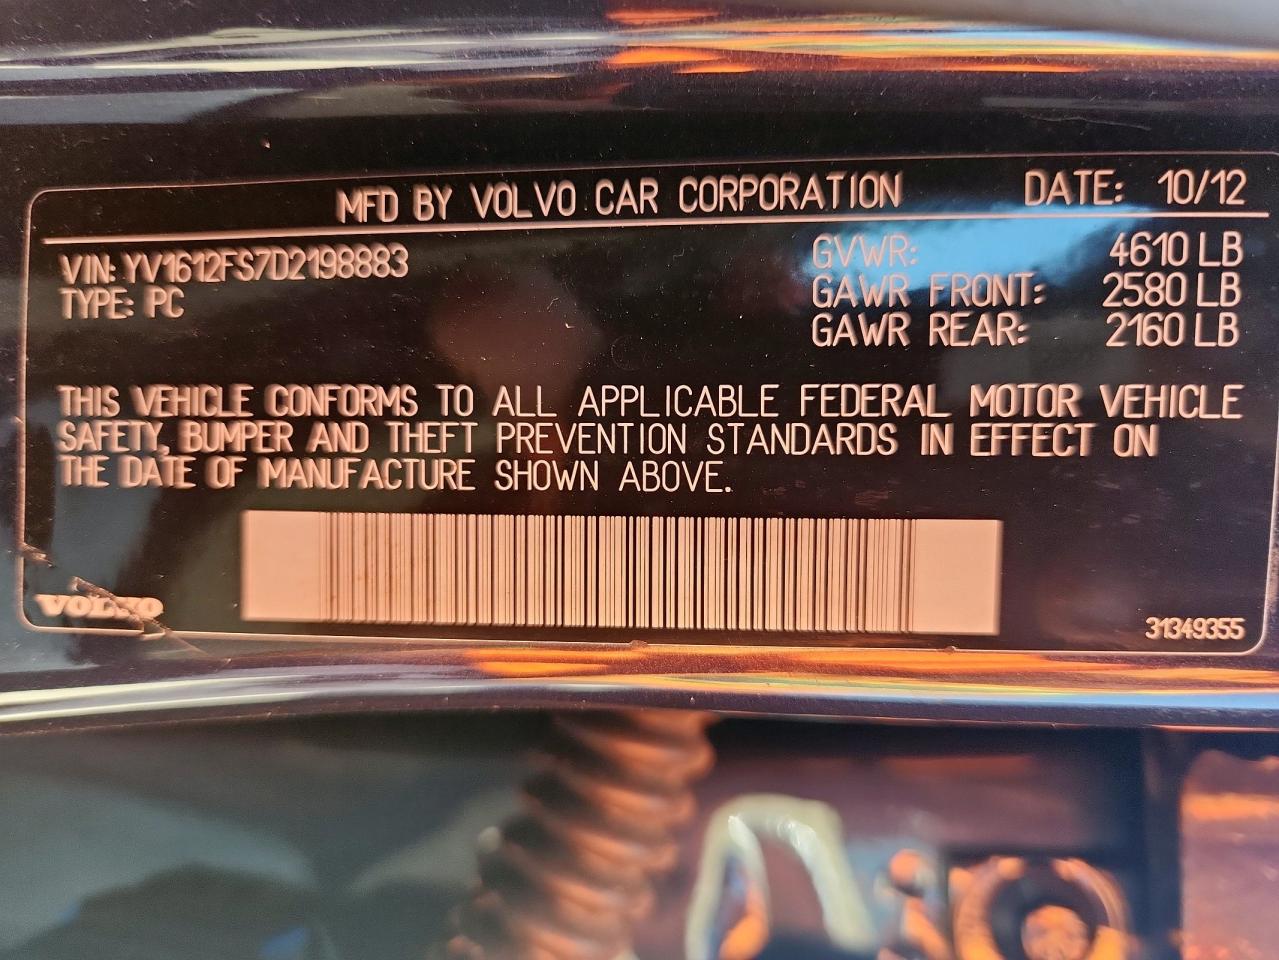 MFD BY VOLVO CAR CORPORATION DATE: 10/12
VIN: YV1612FS7D2198883
TYPE: PC
GVWR: 4610 LB
GAWR FRONT: 2580 LB
GAWR REAR: 2160 LB
THIS VEHICLE CONFORMS TO ALL APPLICABLE FEDERAL MOTOR VEHICLE
SAFETY, BUMPER AND THEFT PREVENTION STANDARDS IN EFFECT ON
THE DATE OF MANUFACTURE SHOWN ABOVE.
VOLVO
31349355